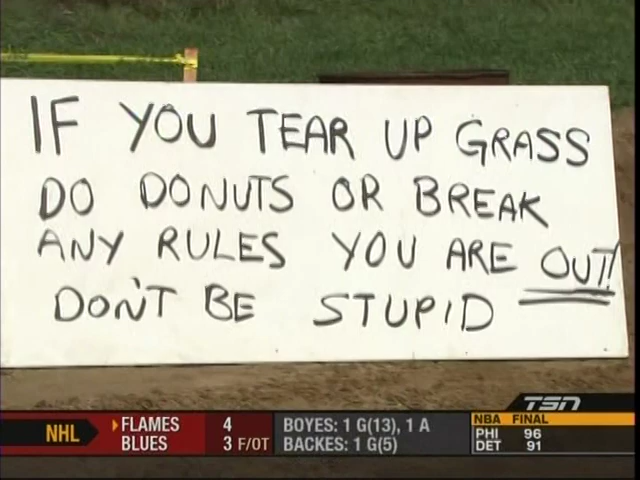 IF YOU TEAR UP GRASS
DO DONUTS OR BREAK
ANY RULES YOU ARE OUT!
DON'T BE STUPID
TSN
NHL
FLAMES 4
BLUES 3 F/OT
BOYES: 1 G(13), 1 A
BACKES: 1 G(5)
NBA FINAL
PHI 96
DET 91